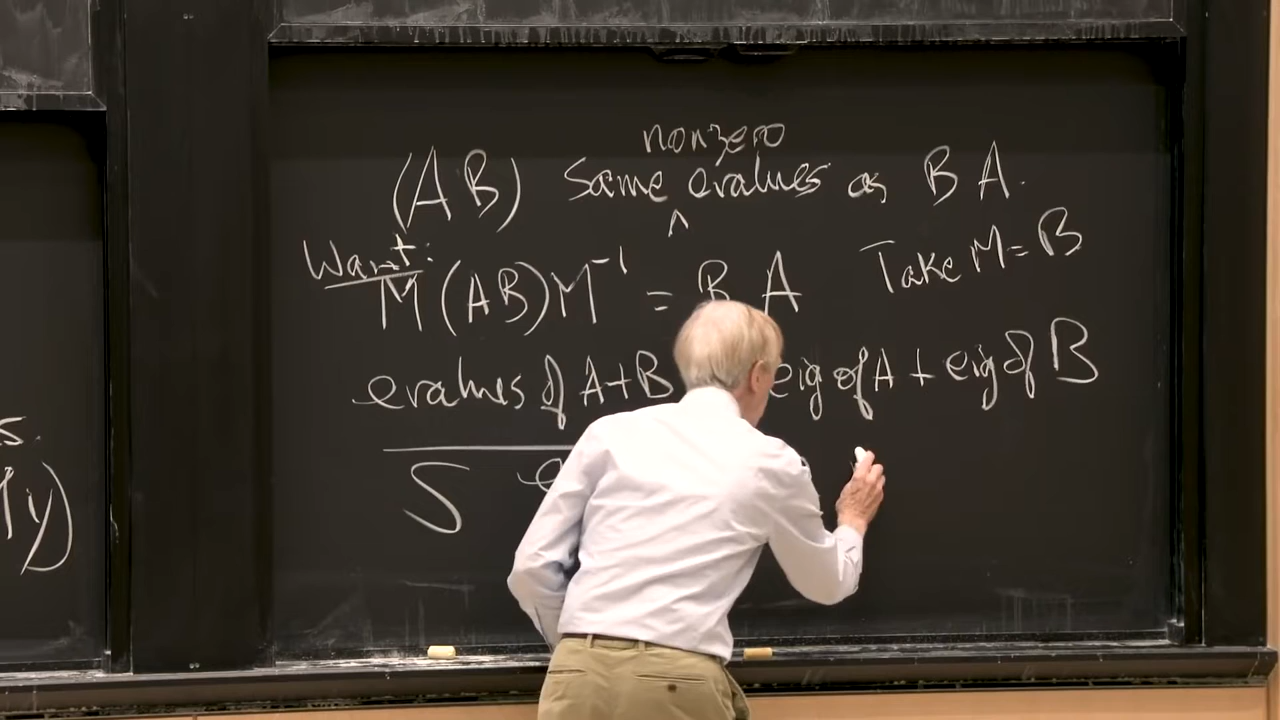 nonzero
(AB) Same evalues as BA.
^
Want:
M(AB)M⁻¹ = BA Take M=B
evalues of A+B eig of A + eig of B
S e
s.
y)